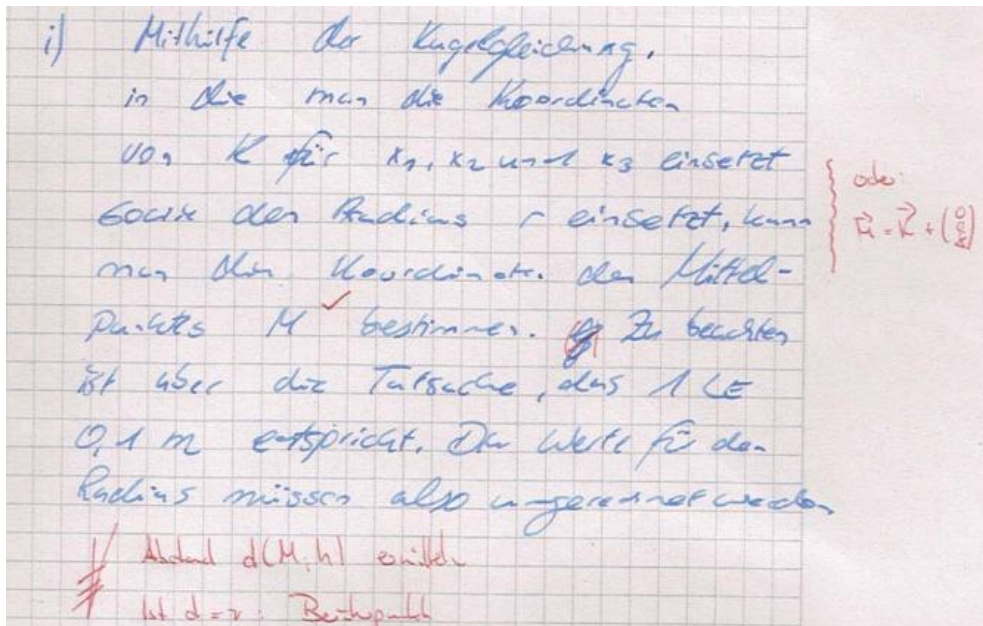 i) Mithilfe der Kugelgleichung,
in die man die Koordinaten
von K für x₁, x₂ und x₃ einsetzt
sowie den Radius r einsetzt, kann
man die Koordinaten des Mittel-
punkts M ✓ bestimmen. Zu beachten
ist aber die Tatsache, das 1 LE
0,1 m entspricht. Die Werte für den
Radius müssen also umgerechnet werden
oder:
Abstand d(M,h) ermitteln
Ist d=r: Berührpunkt